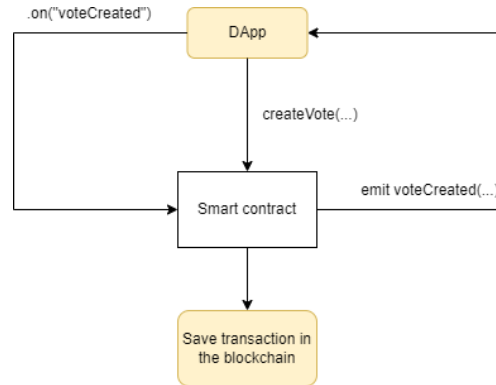 .on("voteCreated")
DApp
createVote(...)
Smart contract
emit voteCreated(...)
Save transaction in
the blockchain